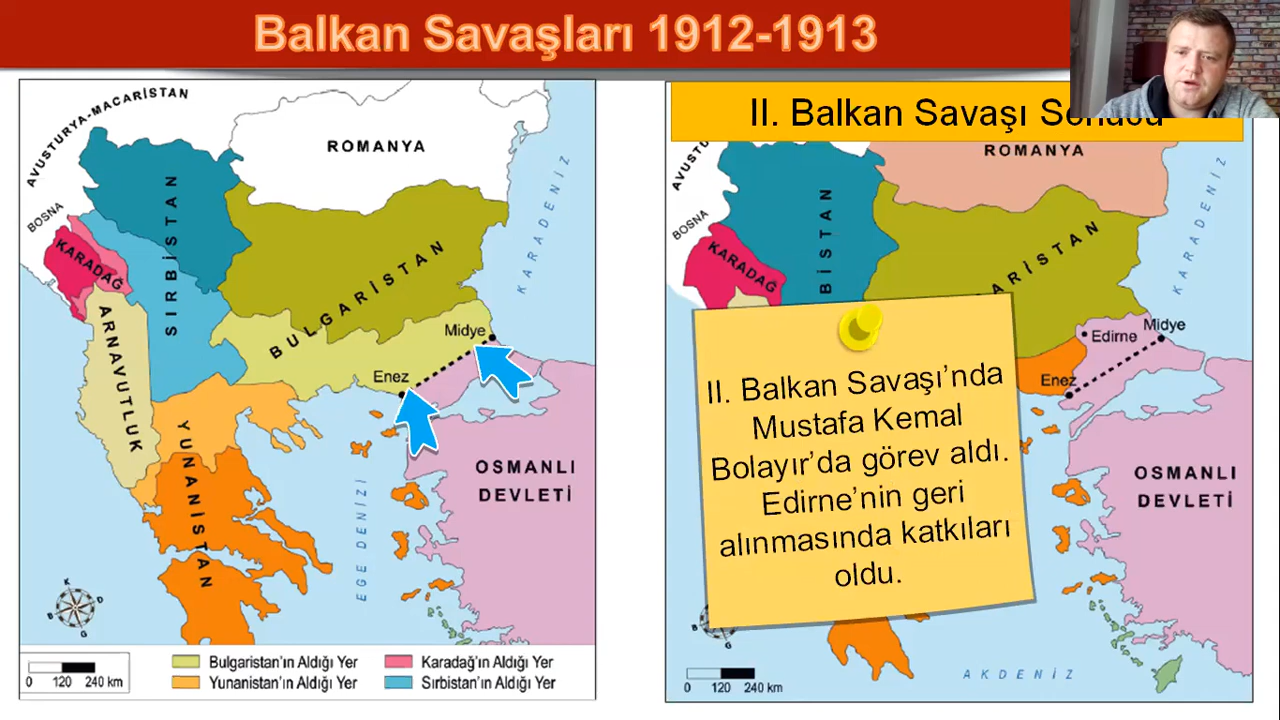 Balkan Savaşları 1912-1913
AVUSTURYA-MACARİSTAN
ROMANYA
BOSNA
KARADAĞ
SIRBİSTAN
KARADENİZ
BULGARİSTAN
Midye
Enez
ARNAVUTLUK
YUNANİSTAN
OSMANLI
DEVLETİ
EGE DENİZİ
K
D
B
G
0 120 240 km
Bulgaristan'ın Aldığı Yer
Karadağ'ın Aldığı Yer
Yunanistan'ın Aldığı Yer
Sırbistan'ın Aldığı Yer
II. Balkan Savaşı
ROMANYA
BOSNA
KARADAĞ
BİSTAN
KARADENİZ
ARİSTAN
Edirne
Midye
Enez
OSMANLI
DEVLETİ
II. Balkan Savaşı'nda
Mustafa Kemal
Bolayır'da görev aldı.
Edirne'nin geri
alınmasında katkıları
oldu.
AKDENİZ
0 120 240 km